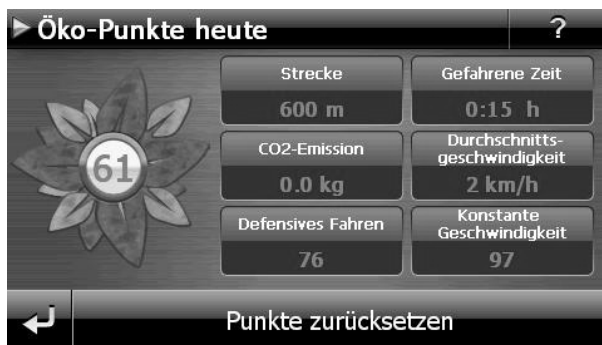 Öko-Punkte heute ?
Strecke
600 m
Gefahrene Zeit
0:15 h
61
CO2-Emission
0.0 kg
Durchschnitts-
geschwindigkeit
2 km/h
Defensives Fahren
76
Konstante
Geschwindigkeit
97
Punkte zurücksetzen